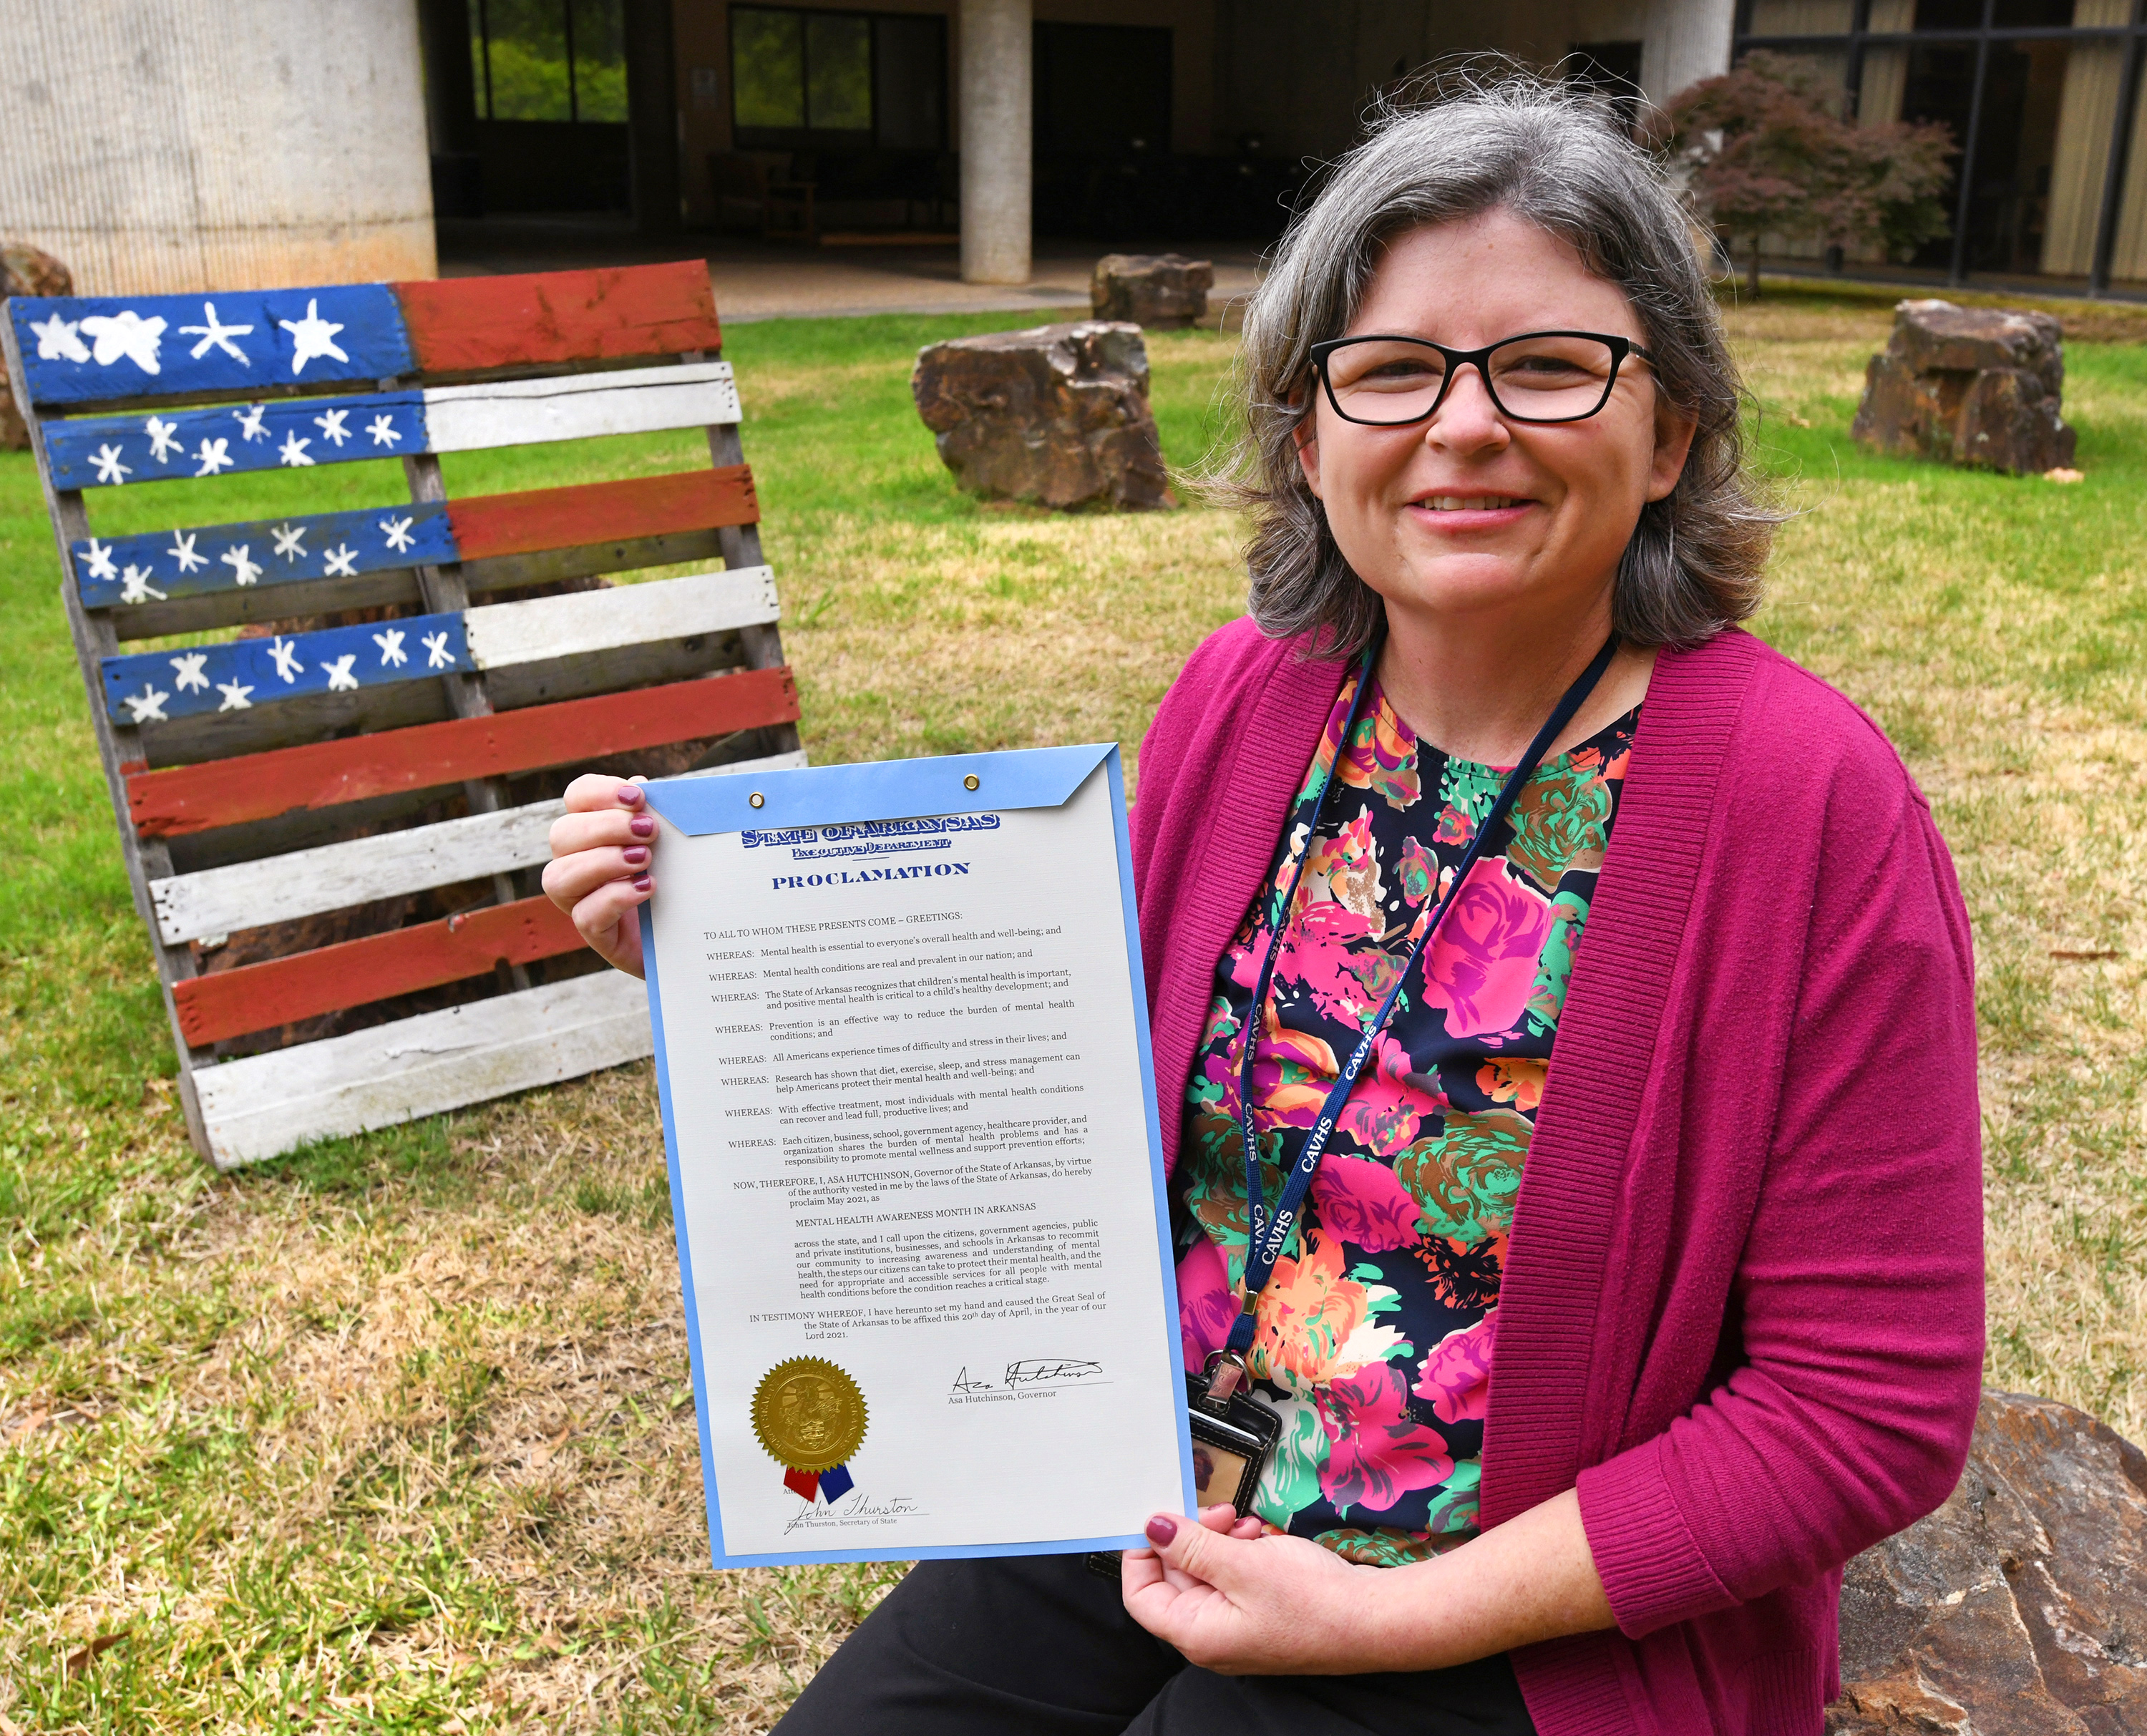 STATE OF ARKANSAS
EXECUTIVE DEPARTMENT
PROCLAMATION
TO ALL TO WHOM THESE PRESENTS COME – GREETINGS:
WHEREAS: Mental health is essential to everyone's overall health and well-being; and
WHEREAS: Mental health conditions are real and prevalent in our nation; and
WHEREAS: The State of Arkansas recognizes that children's mental health is important,
and positive mental health is critical to a child's healthy development; and
WHEREAS: Prevention is an effective way to reduce the burden of mental health
conditions; and
WHEREAS: All Americans experience times of difficulty and stress in their lives; and
WHEREAS: Research has shown that diet, exercise, sleep, and stress management can
help Americans protect their mental health and well-being; and
WHEREAS: With effective treatment, most individuals with mental health conditions
can recover and lead full, productive lives; and
WHEREAS: Each citizen, business, school, government agency, healthcare provider, and
organization shares the burden of mental health problems and has a
responsibility to promote mental wellness and support prevention efforts;
NOW, THEREFORE, I, ASA HUTCHINSON, Governor of the State of Arkansas, by virtue
of the authority vested in me by the laws of the State of Arkansas, do hereby
proclaim May 2021, as
MENTAL HEALTH AWARENESS MONTH IN ARKANSAS
across the state, and I call upon the citizens, government agencies, public
and private institutions, businesses, and schools in Arkansas to recommit
our community to increasing awareness and understanding of mental
health, the steps our citizens can take to protect their mental health, and the
need for appropriate and accessible services for all people with mental
health conditions before the condition reaches a critical stage.
IN TESTIMONY WHEREOF, I have hereunto set my hand and caused the Great Seal of
the State of Arkansas to be affixed this 20th day of April, in the year of our
Lord 2021.
Asa Hutchinson
Asa Hutchinson, Governor
John Thurston
John Thurston, Secretary of State
CAVHS
CAVHS
CAVHS
CAVHS
CAVHS
CAVHS